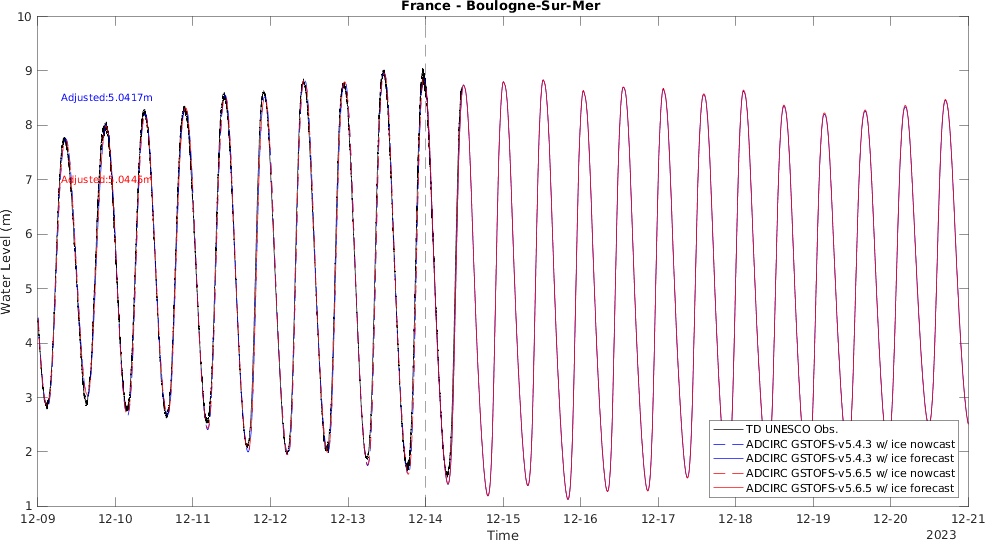 France - Boulogne-Sur-Mer
10
9
8
7
6
5
4
3
2
1
Water Level (m)
Adjusted:5.0417m
Adjusted:5.0446m
TD UNESCO Obs.
ADCIRC GSTOFS-v5.4.3 w/ ice nowcast
ADCIRC GSTOFS-v5.4.3 w/ ice forecast
ADCIRC GSTOFS-v5.6.5 w/ ice nowcast
ADCIRC GSTOFS-v5.6.5 w/ ice forecast
12-09 12-10 12-11 12-12 12-13 12-14 12-15 12-16 12-17 12-18 12-19 12-20 12-21
Time
2023